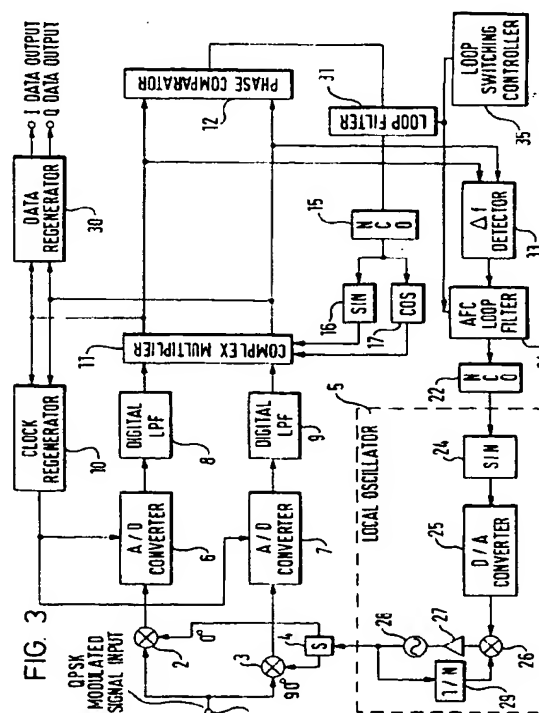 FIG. 3
QPSK
MODULATED
SIGNAL INPUT
I DATA OUTPUT
Q DATA OUTPUT
CLOCK
REGENERATOR
10
DATA
REGENERATOR
30
2
0°
A/D
CONVERTER
6
DIGITAL
LPF
8
COMPLEX MULTIPLIER
11
PHASE COMPARATOR
12
3
90°
A/D
CONVERTER
7
DIGITAL
LPF
9
4
S
SIN
16
COS
17
NCO
15
LOOP FILTER
31
LOOP
SWITCHING
CONTROLLER
35
LOCAL OSCILLATOR
5
1/N
29
26
27
28
D/A
CONVERTER
25
SIN
24
NCO
22
AFC
LOOP
FILTER
Δf
DETECTOR
33